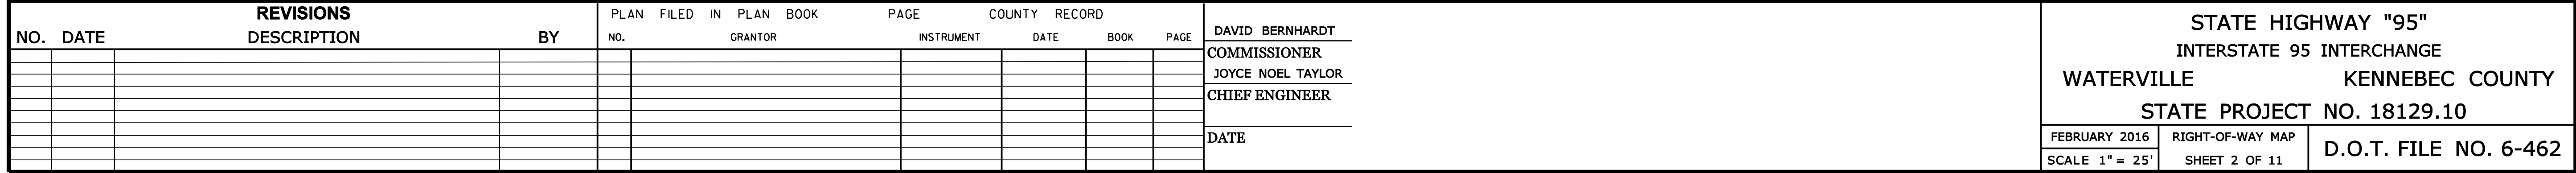 REVISIONS
NO. DATE DESCRIPTION BY
PLAN FILED IN PLAN BOOK PAGE COUNTY RECORD
NO. GRANTOR INSTRUMENT DATE BOOK PAGE
DAVID BERNHARDT
COMMISSIONER
JOYCE NOEL TAYLOR
CHIEF ENGINEER
DATE
STATE HIGHWAY "95"
INTERSTATE 95 INTERCHANGE
WATERVILLE KENNEBEC COUNTY
STATE PROJECT NO. 18129.10
FEBRUARY 2016 RIGHT-OF-WAY MAP
SCALE 1" = 25' SHEET 2 OF 11
D.O.T. FILE NO. 6-462